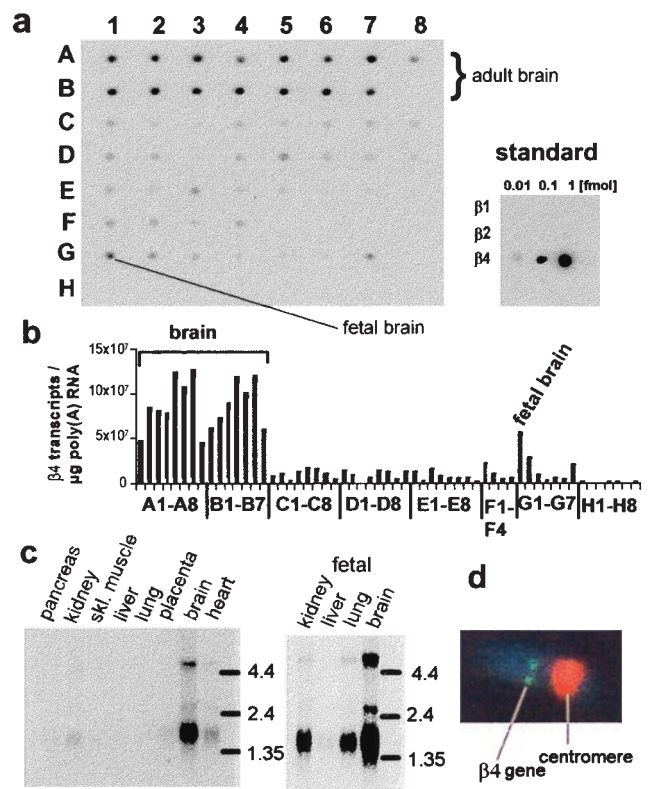 a
1 2 3 4 5 6 7 8
A
B
C
D
E
F
G
H
adult brain
fetal brain
standard
0.01 0.1 1 [fmol]
β1
β2
β4
b
brain
fetal brain
β4 transcripts /
µg poly(A) RNA
15x10⁷
10x10⁷
5x10⁷
0
A1-A8 B1-B7 C1-C8 D1-D8 E1-E8 F1- G1-G7 H1-H8
F4
c
pancreas
kidney
skl. muscle
liver
lung
placenta
brain
heart
4.4
2.4
1.35
fetal
kidney
liver
lung
brain
4.4
2.4
1.35
d
β4 gene
centromere